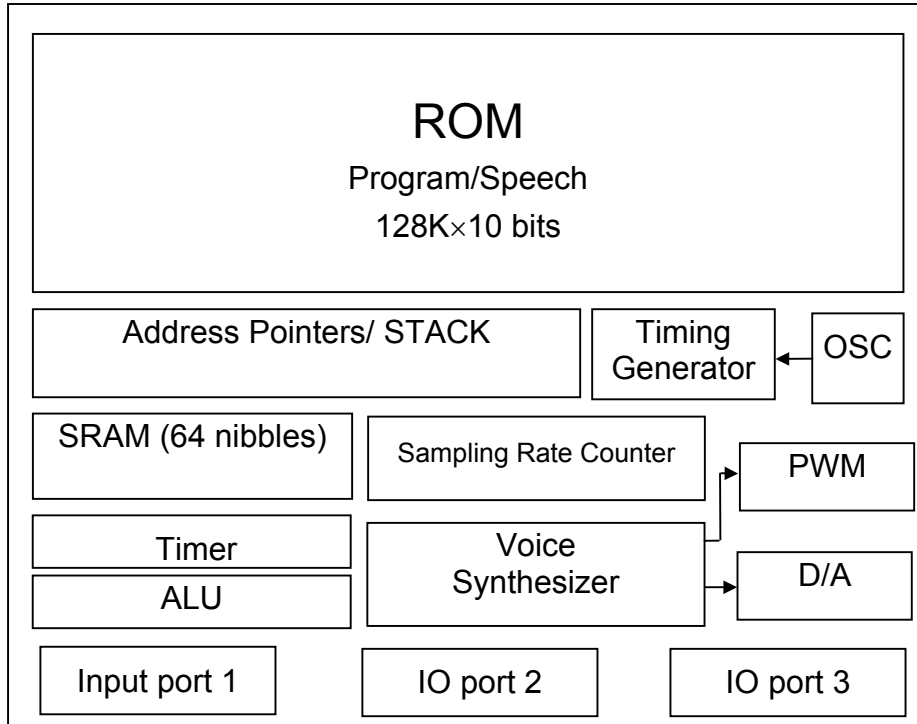 ROM
Program/Speech
128K×10 bits
Address Pointers/ STACK
Timing
Generator
OSC
SRAM (64 nibbles)
Sampling Rate Counter
PWM
Timer
Voice
Synthesizer
D/A
ALU
Input port 1
IO port 2
IO port 3